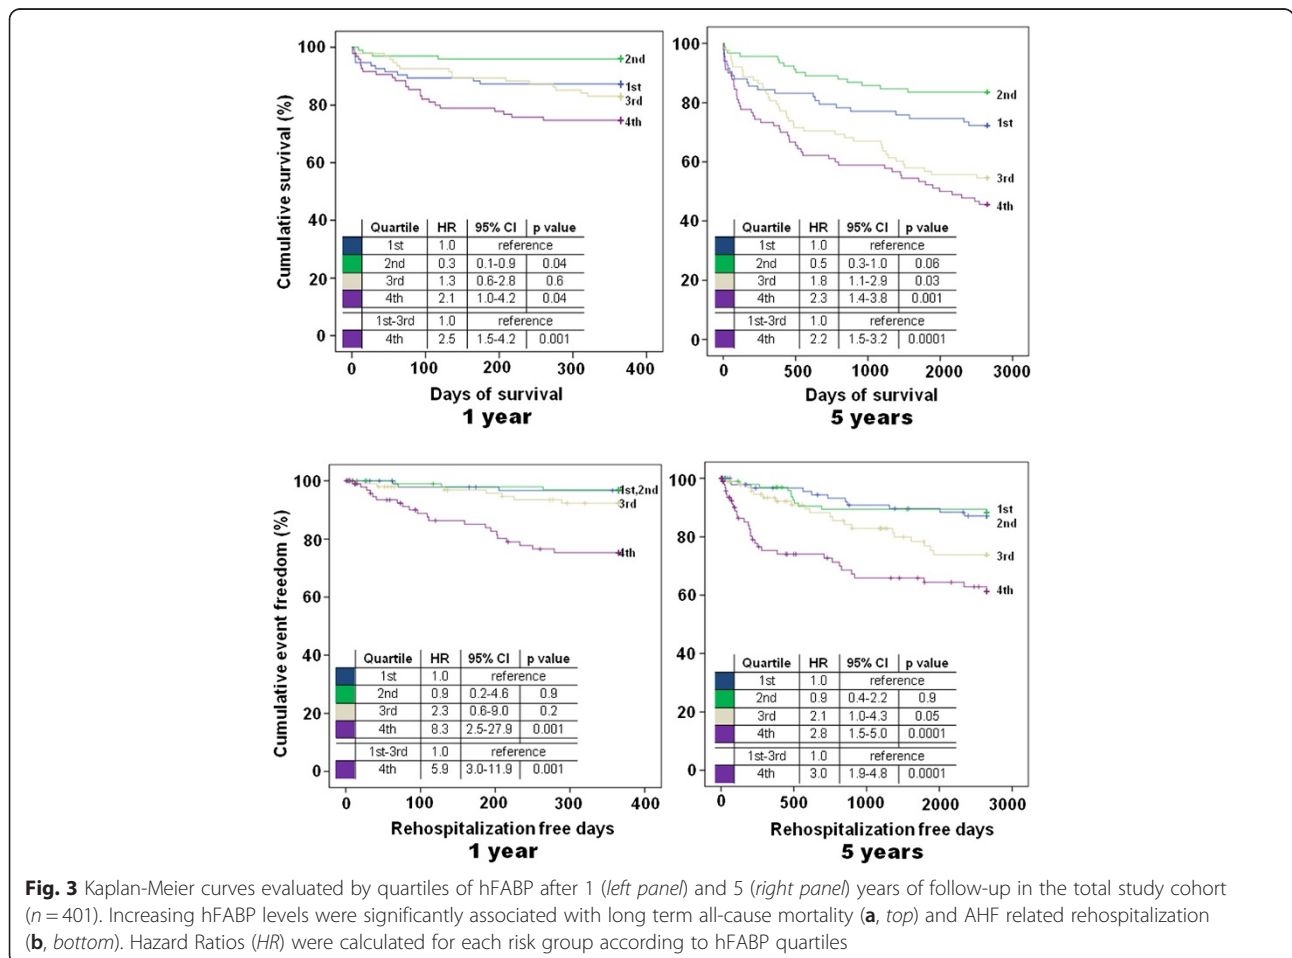 100
80
60
40
20
0
Cumulative survival (%)
2nd
1st
3rd
4th
Quartile HR 95% CI p value
1st 1.0 reference
2nd 0.3 0.1-0.9 0.04
3rd 1.3 0.6-2.8 0.6
4th 2.1 1.0-4.2 0.04
1st-3rd 1.0 reference
4th 2.5 1.5-4.2 0.001
0 100 200 300 400
Days of survival
1 year
100
80
60
40
20
0
2nd
1st
3rd
4th
Quartile HR 95% CI p value
1st 1.0 reference
2nd 0.5 0.3-1.0 0.06
3rd 1.8 1.1-2.9 0.03
4th 2.3 1.4-3.8 0.001
1st-3rd 1.0 reference
4th 2.2 1.5-3.2 0.0001
0 500 1000 2000 3000
Days of survival
5 years
100
80
60
40
20
0
Cumulative event freedom (%)
1st,2nd
3rd
4th
Quartile HR 95% CI p value
1st 1.0 reference
2nd 0.9 0.2-4.6 0.9
3rd 2.3 0.6-9.0 0.2
4th 8.3 2.5-27.9 0.001
1st-3rd 1.0 reference
4th 5.9 3.0-11.9 0.001
0 100 200 300 400
Rehospitalization free days
1 year
100
80
60
40
20
0
1st
2nd
3rd
4th
Quartile HR 95% CI p value
1st 1.0 reference
2nd 0.9 0.4-2.2 0.9
3rd 2.1 1.0-4.3 0.05
4th 2.8 1.5-5.0 0.0001
1st-3rd 1.0 reference
4th 3.0 1.9-4.8 0.0001
0 500 1000 2000 3000
Rehospitalization free days
5 years
Fig. 3 Kaplan-Meier curves evaluated by quartiles of hFABP after 1 (left panel) and 5 (right panel) years of follow-up in the total study cohort
(n = 401). Increasing hFABP levels were significantly associated with long term all-cause mortality (a, top) and AHF related rehospitalization
(b, bottom). Hazard Ratios (HR) were calculated for each risk group according to hFABP quartiles